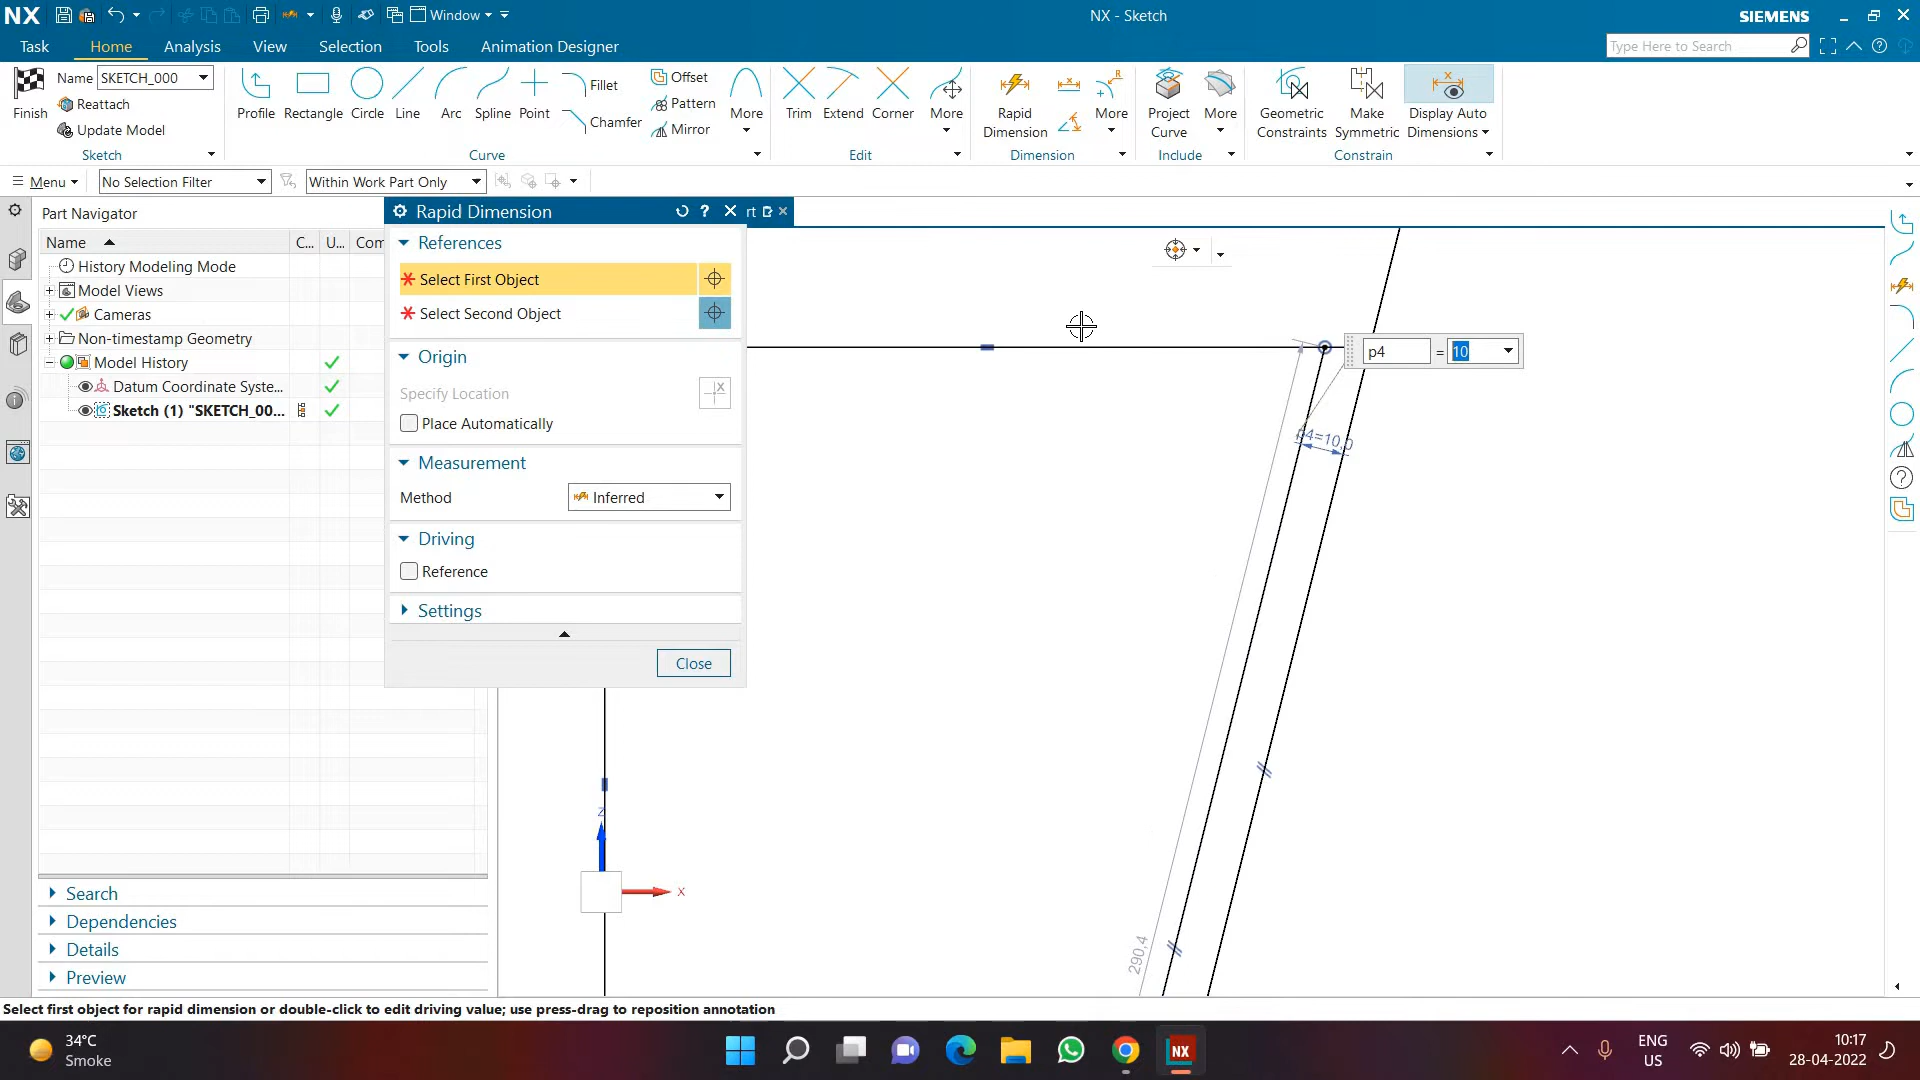 NX
Window
NX - Sketch
SIEMENS
Task
Home
Analysis
View
Selection
Tools
Animation Designer
Type Here to Search
Finish
Name SKETCH_000
Reattach
Update Model
Sketch
Profile
Rectangle
Circle
Line
Arc
Spline
Point
Fillet
Chamfer
Offset
Pattern
Mirror
More
Curve
Trim
Extend
Corner
More
Edit
Rapid
Dimension
More
Dimension
Project
Curve
More
Include
Geometric
Constraints
Make
Symmetric
Display Auto
Dimensions
Constrain
Menu
No Selection Filter
Within Work Part Only
Part Navigator
Name
C...
U...
Com
History Modeling Mode
Model Views
Cameras
Non-timestamp Geometry
Model History
Datum Coordinate Syste...
Sketch (1) "SKETCH_00...
Search
Dependencies
Details
Preview
Rapid Dimension
rt
References
Select First Object
Select Second Object
Origin
Specify Location
Place Automatically
Measurement
Method
Inferred
Driving
Reference
Settings
Close
p4 = 10
p4=10,0
290,4
Z
X
Select first object for rapid dimension or double-click to edit driving value; use press-drag to reposition annotation
34°C
Smoke
NX
ENG
US
10:17
28-04-2022